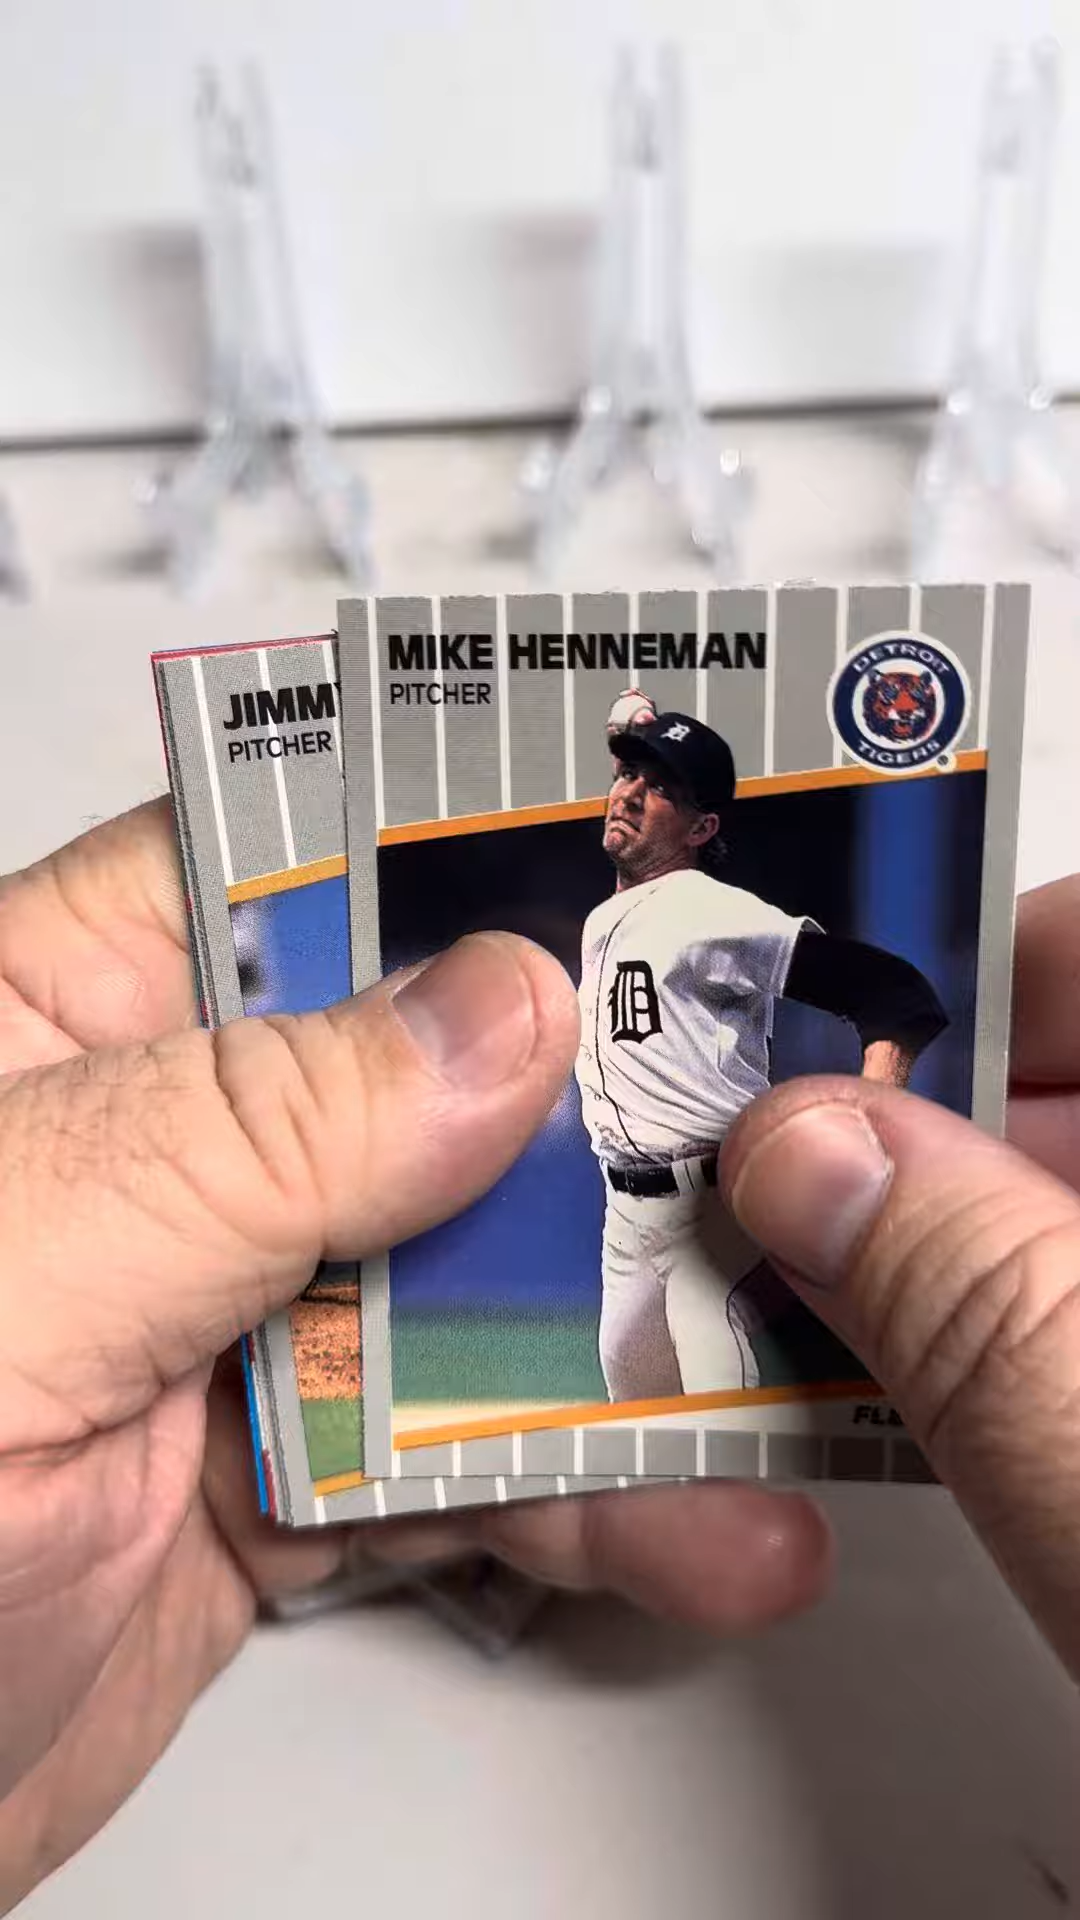 MIKE HENNEMAN
PITCHER
DETROIT
TIGERS
D
D
JIMMY
PITCHER
FLE